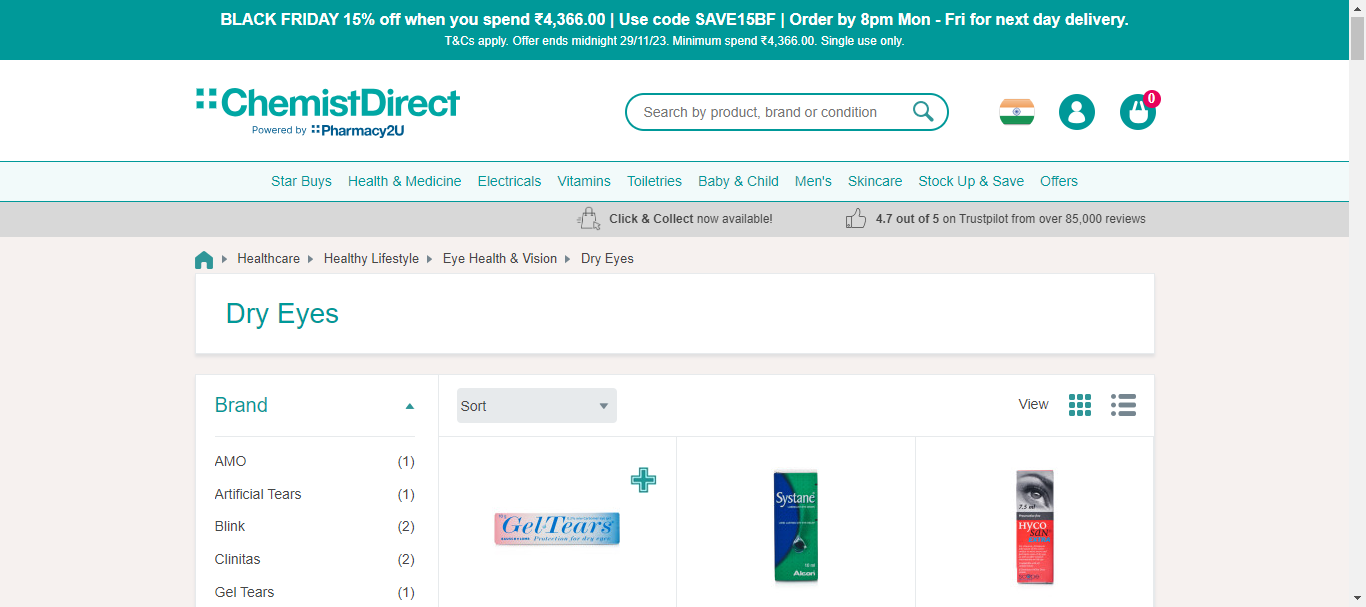 BLACK FRIDAY 15% off when you spend ₹4,366.00 | Use code SAVE15BF | Order by 8pm Mon - Fri for next day delivery.
T&Cs apply. Offer ends midnight 29/11/23. Minimum spend ₹4,366.00. Single use only.
ChemistDirect
Powered by Pharmacy2U
Search by product, brand or condition
0
Star Buys Health & Medicine Electricals Vitamins Toiletries Baby & Child Men's Skincare Stock Up & Save Offers
Click & Collect now available!
4.7 out of 5 on Trustpilot from over 85,000 reviews
Healthcare Healthy Lifestyle Eye Health & Vision Dry Eyes
Dry Eyes
Brand
AMO (1)
Artificial Tears (1)
Blink (2)
Clinitas (2)
Gel Tears (1)
Sort
View
GelTears
Protection for dry eyes
Systane
10 ml
Alcon
7.5 ml
HYCO
SAN